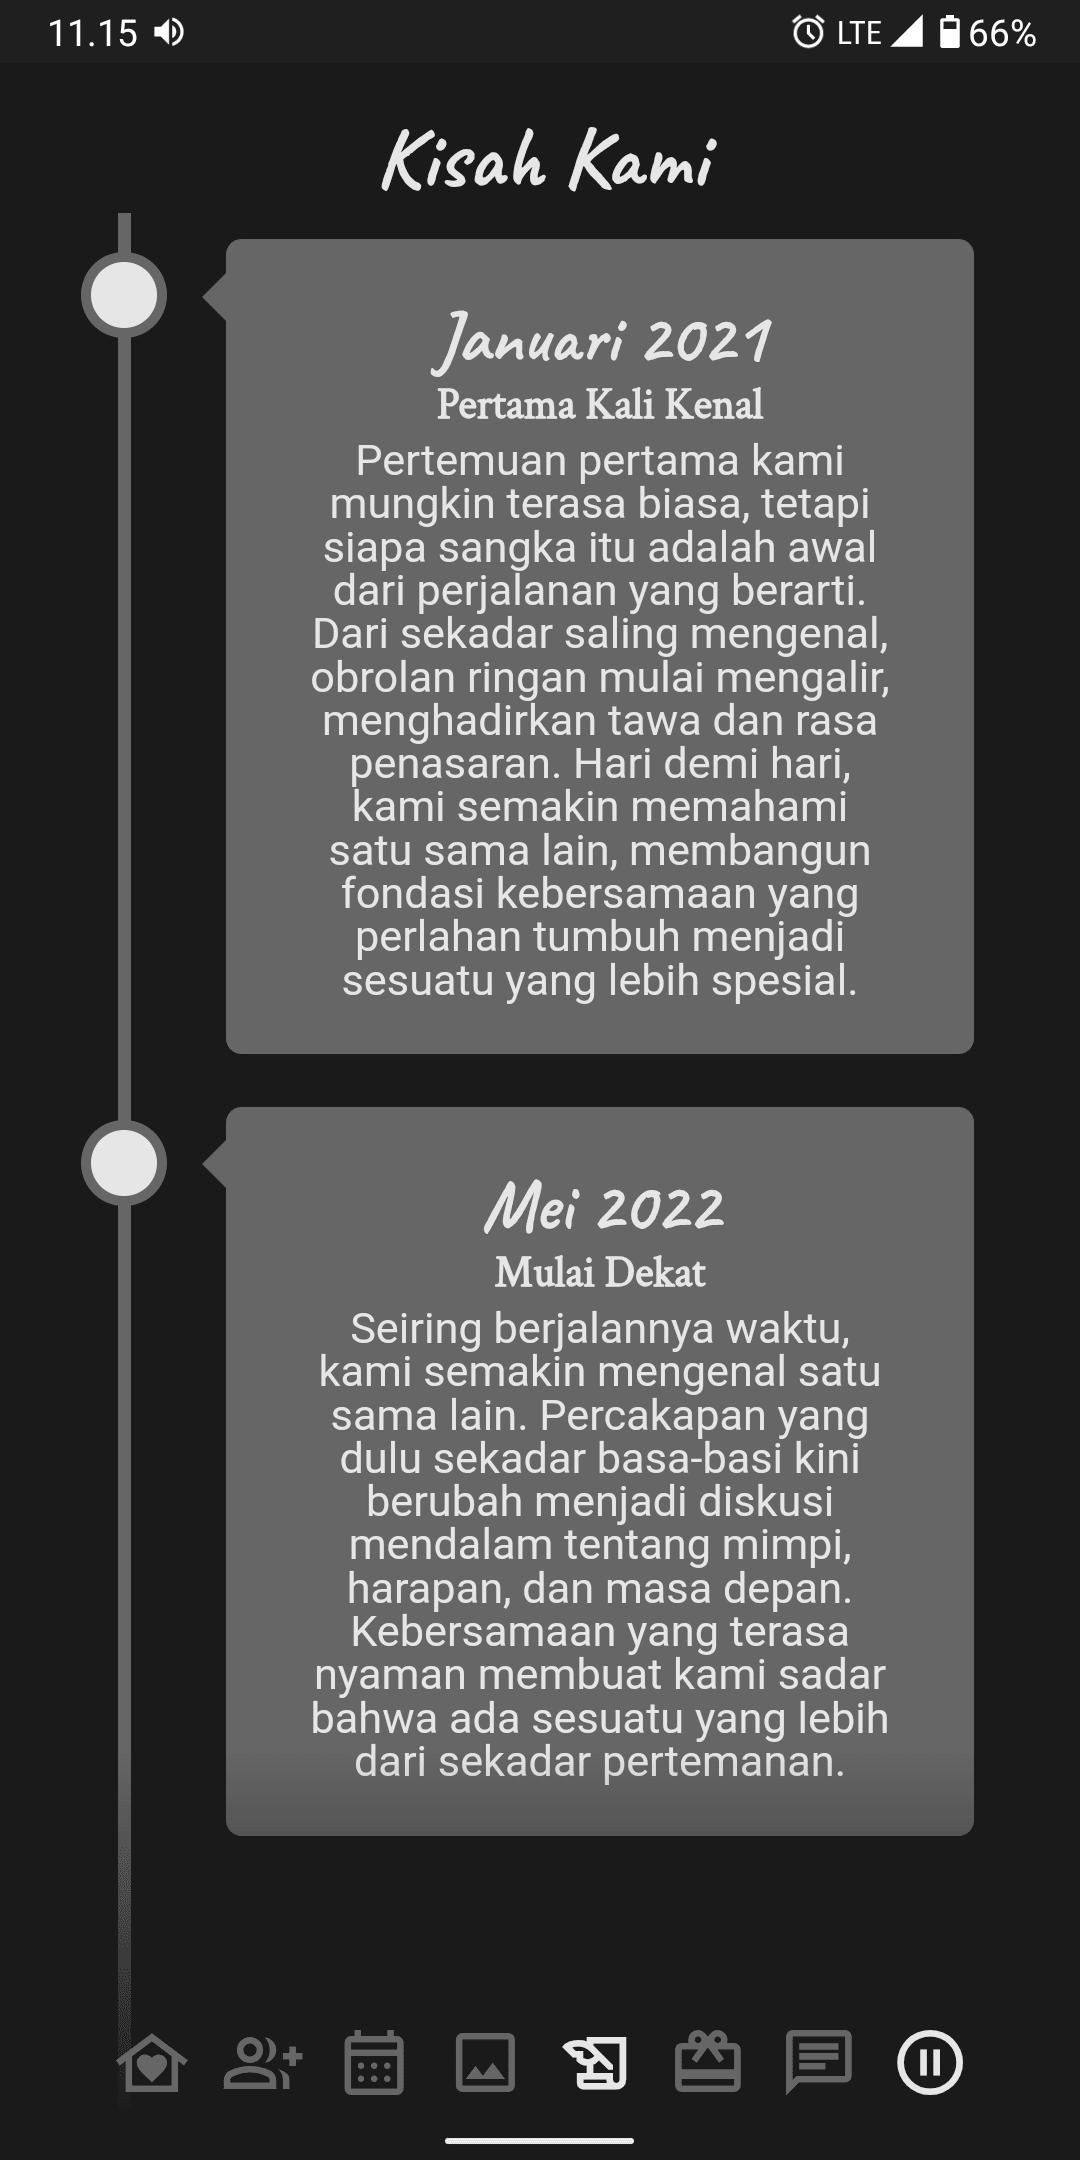 11.15
LTE
66%
Kisah Kami
Januari 2021
Pertama Kali Kenal
Pertemuan pertama kami
mungkin terasa biasa, tetapi
siapa sangka itu adalah awal
dari perjalanan yang berarti.
Dari sekadar saling mengenal,
obrolan ringan mulai mengalir,
menghadirkan tawa dan rasa
penasaran. Hari demi hari,
kami semakin memahami
satu sama lain, membangun
fondasi kebersamaan yang
perlahan tumbuh menjadi
sesuatu yang lebih spesial.
Mei 2022
Mulai Dekat
Seiring berjalannya waktu,
kami semakin mengenal satu
sama lain. Percakapan yang
dulu sekadar basa-basi kini
berubah menjadi diskusi
mendalam tentang mimpi,
harapan, dan masa depan.
Kebersamaan yang terasa
nyaman membuat kami sadar
bahwa ada sesuatu yang lebih
dari sekadar pertemanan.